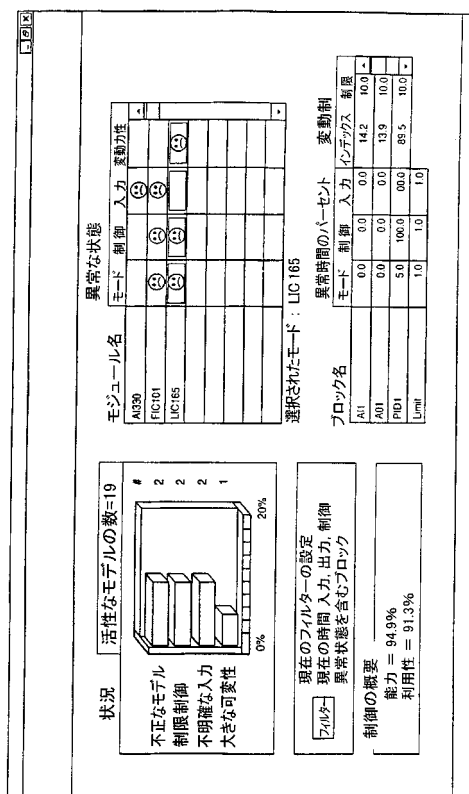 状況
活性なモデルの数=19
#
不正なモデル 2
制限制御 2
不明確な入力 2
大きな可変性 1
0% 20%
フィルター
現在のフィルターの設定
現在の時間 入力, 出力, 制御
異常状態を含むブロック
制御の概要
能力 = 94.9%
利用性 = 91.3%
異常な状態
モジュール名 モード 制御 入力 変動力性
AI330
FIC101
LIC165
選択されたモード : LIC 165
異常時間のパーセント 変動制
ブロック名 モード 制御 入力 インデックス 制限
AI1 0.0 0.0 0.0 14.2 10.0
A01 0.0 0.0 0.0 13.9 10.0
PID1 5.0 100.0 00.0 89.5 10.0
Limit 1.0 1.0 1.0